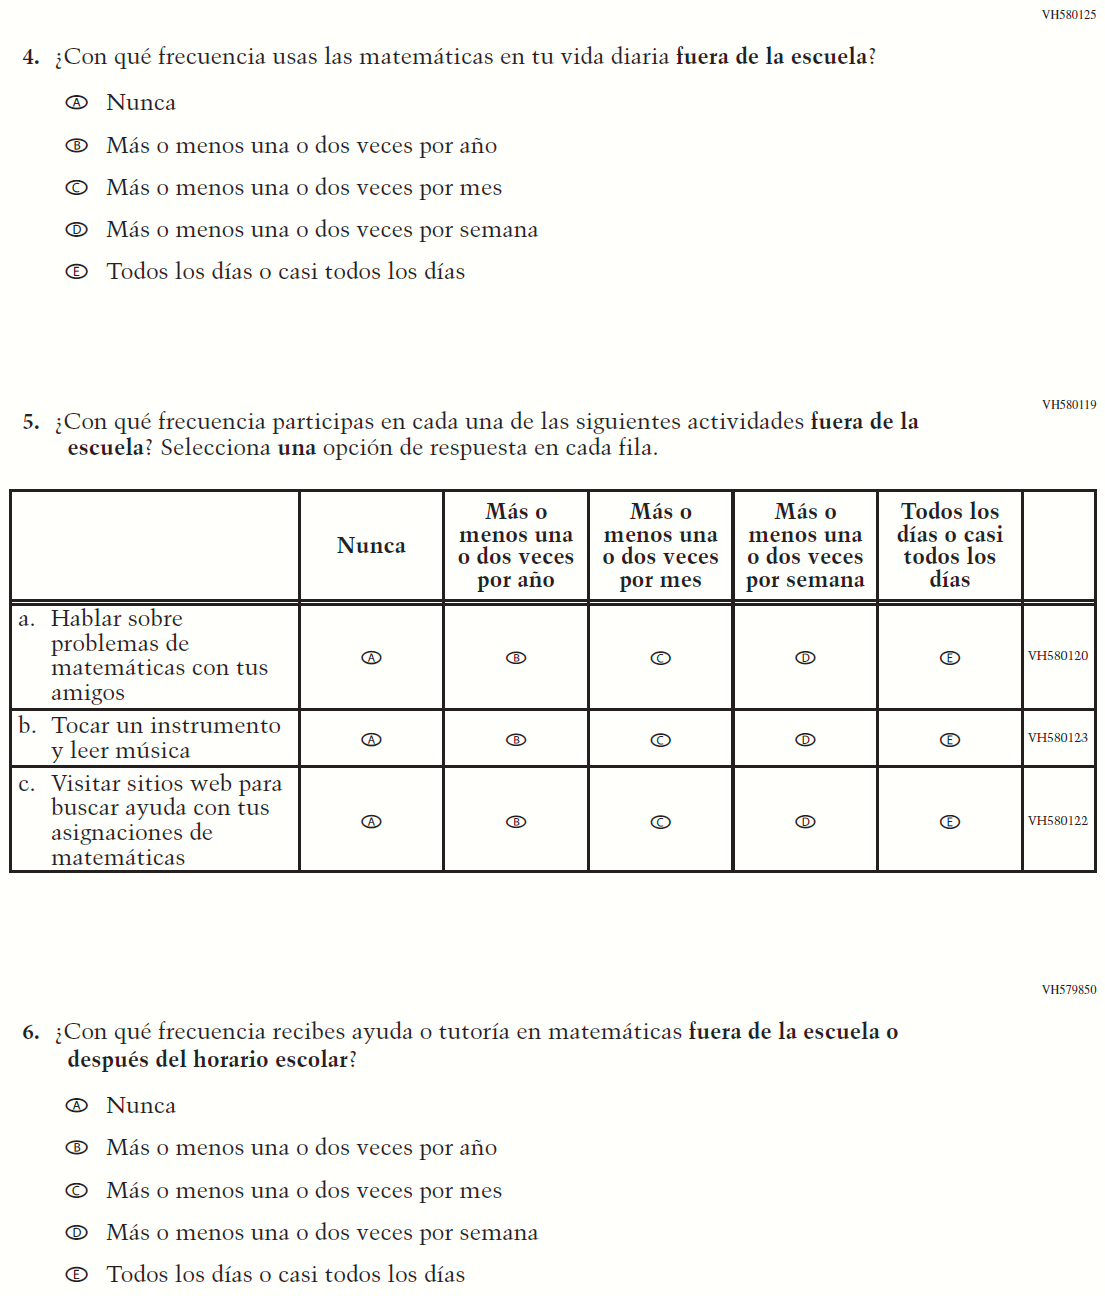 VH580125
4. ¿Con qué frecuencia usas las matemáticas en tu vida diaria fuera de la escuela?
A Nunca
B Más o menos una o dos veces por año
C Más o menos una o dos veces por mes
D Más o menos una o dos veces por semana
E Todos los días o casi todos los días
VH580119
5. ¿Con qué frecuencia participas en cada una de las siguientes actividades fuera de la
escuela? Selecciona una opción de respuesta en cada fila.
Nunca
Más o
menos una
o dos veces
por año
Más o
menos una
o dos veces
por mes
Más o
menos una
o dos veces
por semana
Todos los
días o casi
todos los
días
a. Hablar sobre
problemas de
matemáticas con tus
amigos
A B C D E VH580120
b. Tocar un instrumento
y leer música
A B C D E VH580123
c. Visitar sitios web para
buscar ayuda con tus
asignaciones de
matemáticas
A B C D E VH580122
VH579850
6. ¿Con qué frecuencia recibes ayuda o tutoría en matemáticas fuera de la escuela o
después del horario escolar?
A Nunca
B Más o menos una o dos veces por año
C Más o menos una o dos veces por mes
D Más o menos una o dos veces por semana
E Todos los días o casi todos los días